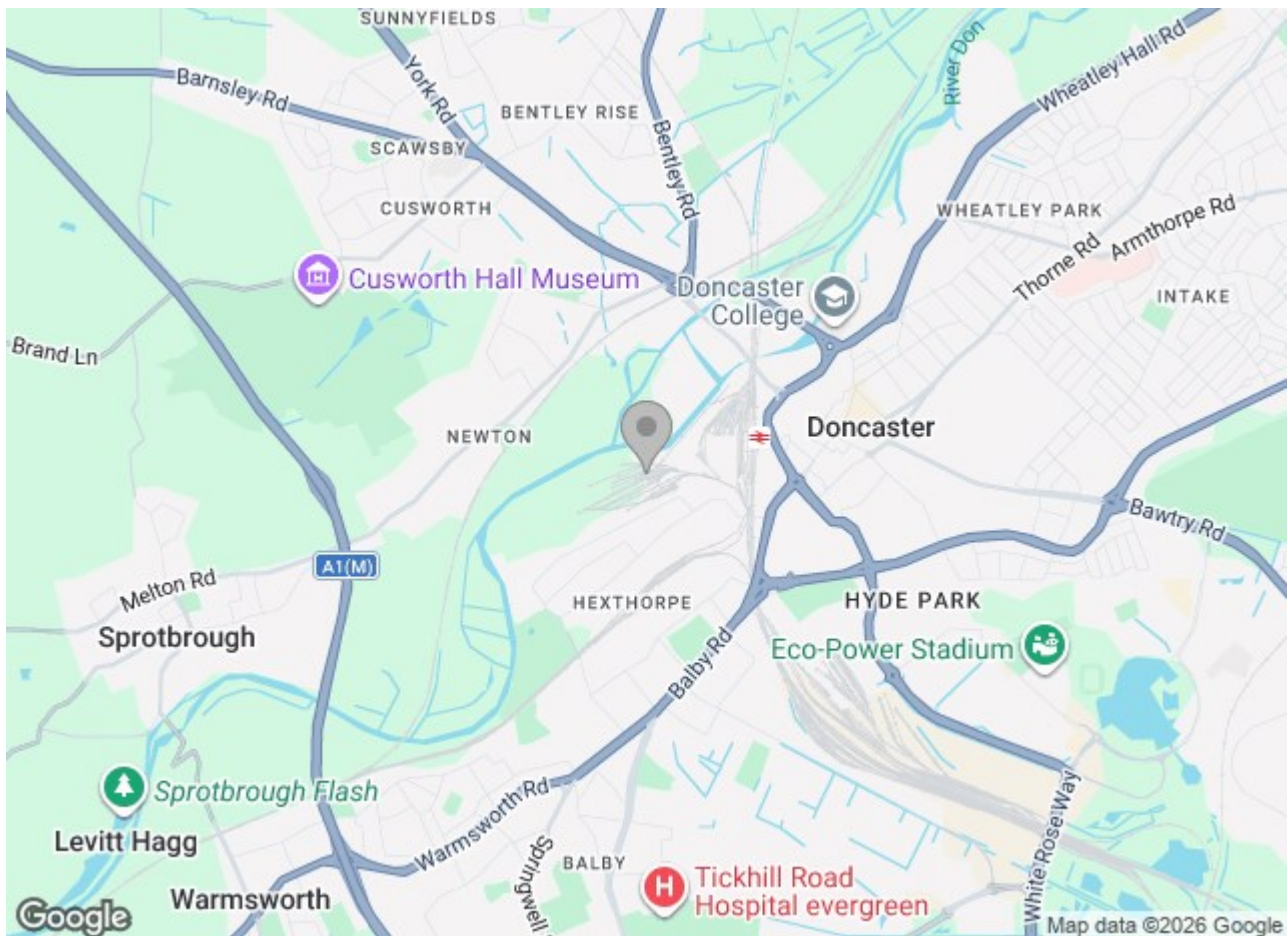 SUNNYFIELDS
Barnsley Rd
York Rd
BENTLEY RISE
Bentley Rd
River Don
Wheatley Hall Rd
SCAWSBY
CUSWORTH
WHEATLEY PARK
Armthorpe Rd
Thorne Rd
Cusworth Hall Museum
Doncaster
College
INTAKE
Brand Ln
NEWTON
Doncaster
Bawtry Rd
A1(M)
Melton Rd
Sprotbrough
HEXTHORPE
HYDE PARK
Eco-Power Stadium
Balby Rd
Sprotbrough Flash
Levitt Hagg
Warmsworth Rd
Warmsworth
Springwell
BALBY
H
Tickhill Road
Hospital evergreen
White Rose Way
Google
Map data ©2026 Google